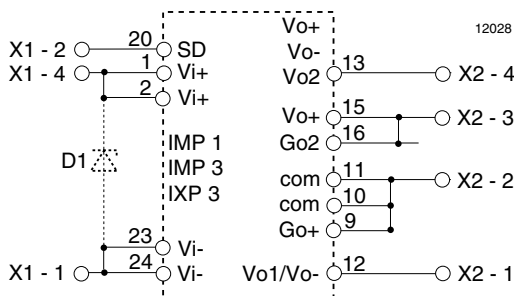 Vo+
12028
X1 - 2 20 SD Vo-
X1 - 4 1 Vi+ Vo2 13 X2 - 4
2 Vi+
Vo+ 15 X2 - 3
IMP 1 Go2 16
D1 IMP 3
com 11 X2 - 2
IXP 3
com 10
Go+ 9
23 Vi-
X1 - 1 24 Vi- Vo1/Vo- 12 X2 - 1